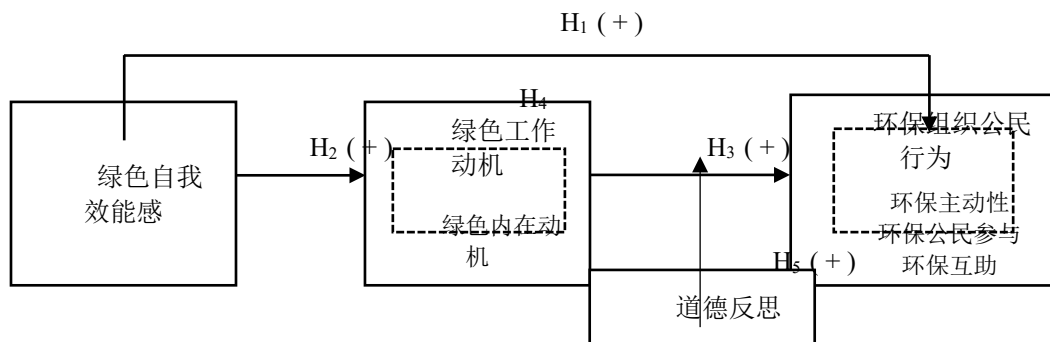 H1 ( + )
H4
绿色自我
效能感
H2 ( + )
绿色工作
动机
绿色内在动
机
H3 ( + )
环保组织公民
行为
环保主动性
环保公民参与
环保互助
H5 ( + )
道德反思